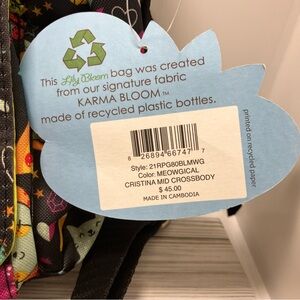 This Lily Bloom bag was created
from our signature fabric
KARMA BLOOM™
made of recycled plastic bottles.
8 26894 66747 7
Style: 21RPG80BLMWG
Color: MEOWGICAL
CRISTINA MID CROSSBODY
$ 45.00
MADE IN CAMBODIA
printed on recycled paper